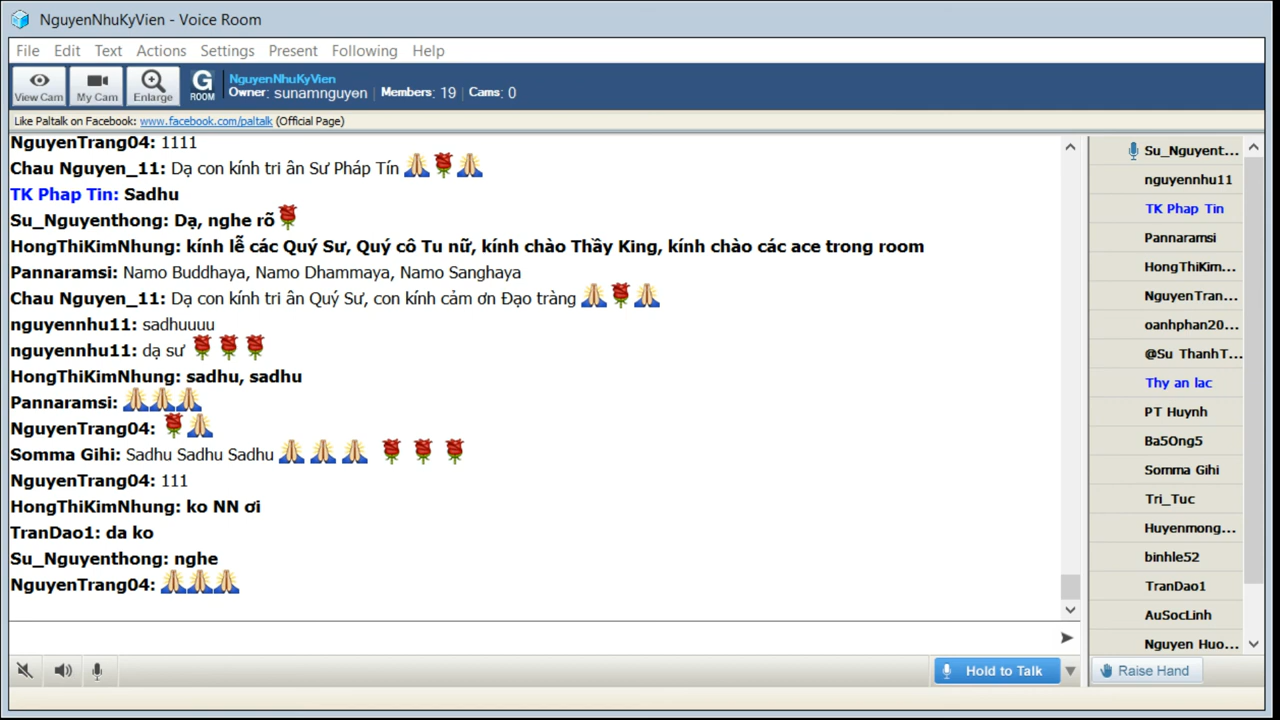 NguyenNhuKyVien - Voice Room
File Edit Text Actions Settings Present Following Help
View Cam My Cam Enlarge G ROOM
NguyenNhuKyVien
Owner: sunamnguyen | Members: 19 | Cams: 0
Like Paltalk on Facebook: www.facebook.com/paltalk (Official Page)
NguyenTrang04: 1111
Chau Nguyen_11: Dạ con kính tri ân Sư Pháp Tín 🙏🌹🙏
TK Phap Tin: Sadhu
Su_Nguyenthong: Dạ, nghe rõ🌹
HongThiKimNhung: kính lễ các Quý Sư, Quý cô Tu nữ, kính chào Thầy King, kính chào các ace trong room
Pannaramsi: Namo Buddhaya, Namo Dhammaya, Namo Sanghaya
Chau Nguyen_11: Dạ con kính tri ân Quý Sư, con kính cảm ơn Đạo tràng 🙏🌹🙏
nguyennhu11: sadhuuuu
nguyennhu11: dạ sư 🌹🌹🌹
HongThiKimNhung: sadhu, sadhu
Pannaramsi: 🙏🙏🙏
NguyenTrang04: 🌹🙏
Somma Gihi: Sadhu Sadhu Sadhu 🙏 🙏 🙏 🌹 🌹 🌹
NguyenTrang04: 111
HongThiKimNhung: ko NN ơi
TranDao1: da ko
Su_Nguyenthong: nghe
NguyenTrang04: 🙏🙏🙏
Su_Nguyent...
nguyennhu11
TK Phap Tin
Pannaramsi
HongThiKim...
NguyenTran...
oanhphan20...
@Su ThanhT...
Thy an lac
PT Huynh
Ba5Ong5
Somma Gihi
Tri_Tuc
Huyenmong...
binhle52
TranDao1
AuSocLinh
Nguyen Huo...
Hold to Talk
Raise Hand